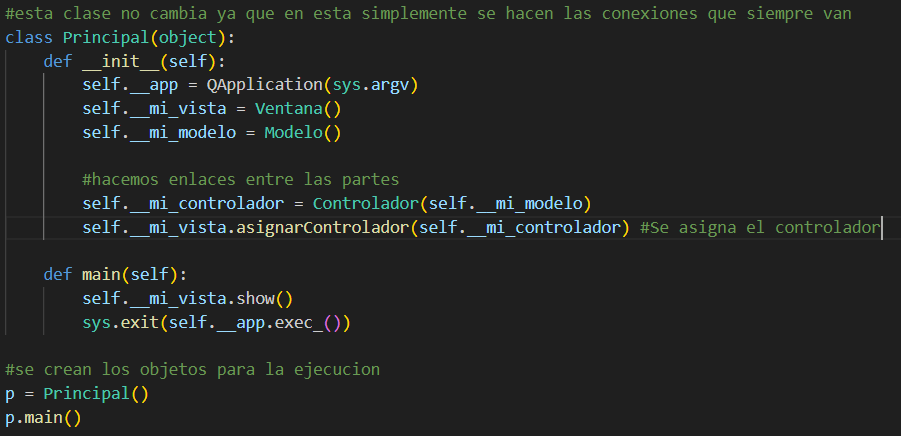 #esta clase no cambia ya que en esta simplemente se hacen las conexiones que siempre van
class Principal(object):
    def __init__(self):
        self.__app = QApplication(sys.argv)
        self.__mi_vista = Ventana()
        self.__mi_modelo = Modelo()

        #hacemos enlaces entre las partes
        self.__mi_controlador = Controlador(self.__mi_modelo)
        self.__mi_vista.asignarControlador(self.__mi_controlador) #Se asigna el controlador

    def main(self):
        self.__mi_vista.show()
        sys.exit(self.__app.exec_())

#se crean los objetos para la ejecucion
p = Principal()
p.main()